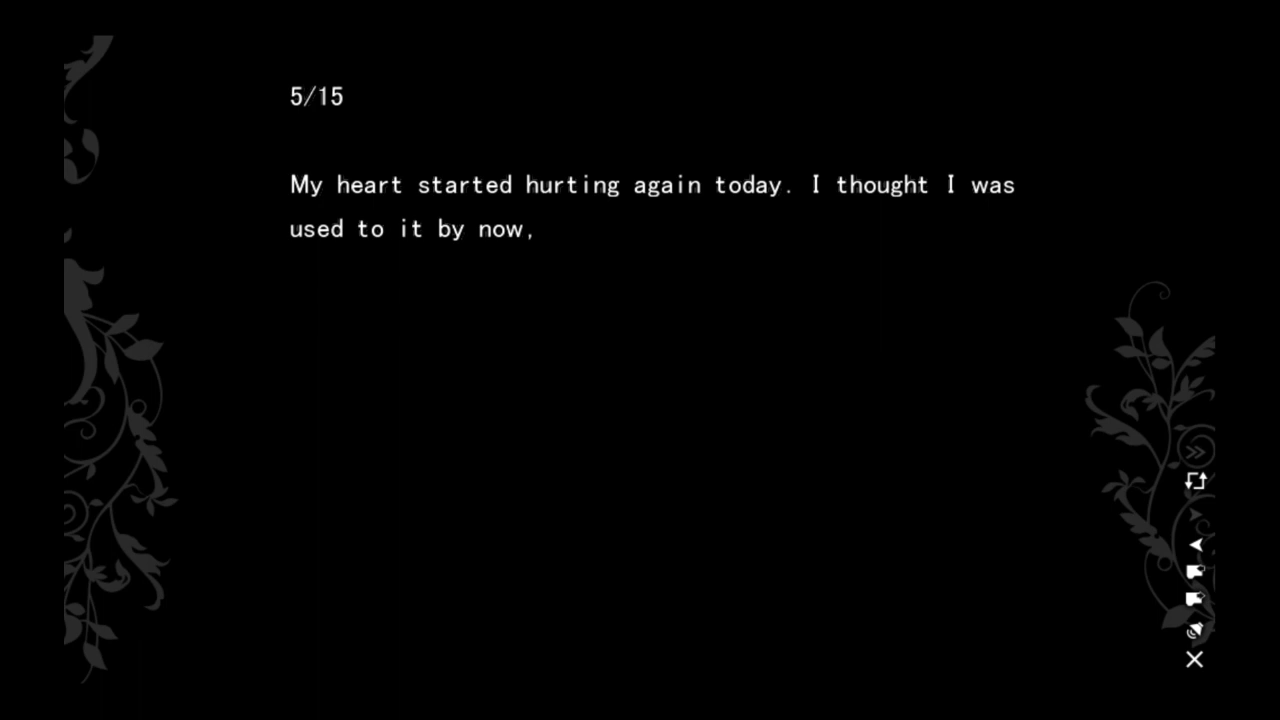 5/15
My heart started hurting again today. I thought I was
used to it by now,